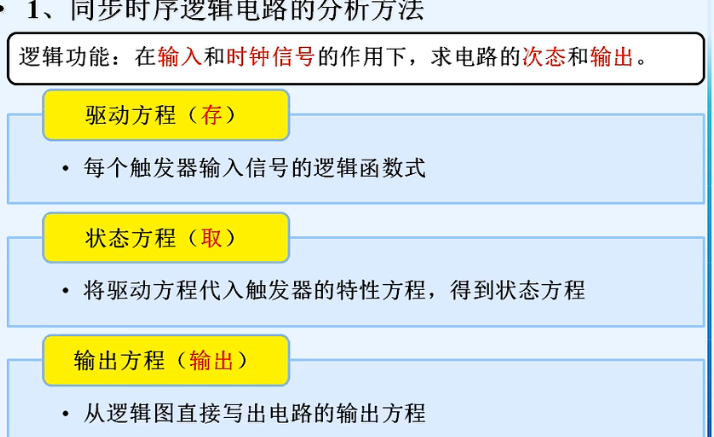 • 1、同步时序逻辑电路的分析方法
逻辑功能：在输入和时钟信号的作用下，求电路的次态和输出。
驱动方程（存）
• 每个触发器输入信号的逻辑函数式
状态方程（取）
• 将驱动方程代入触发器的特性方程，得到状态方程
输出方程（输出）
• 从逻辑图直接写出电路的输出方程